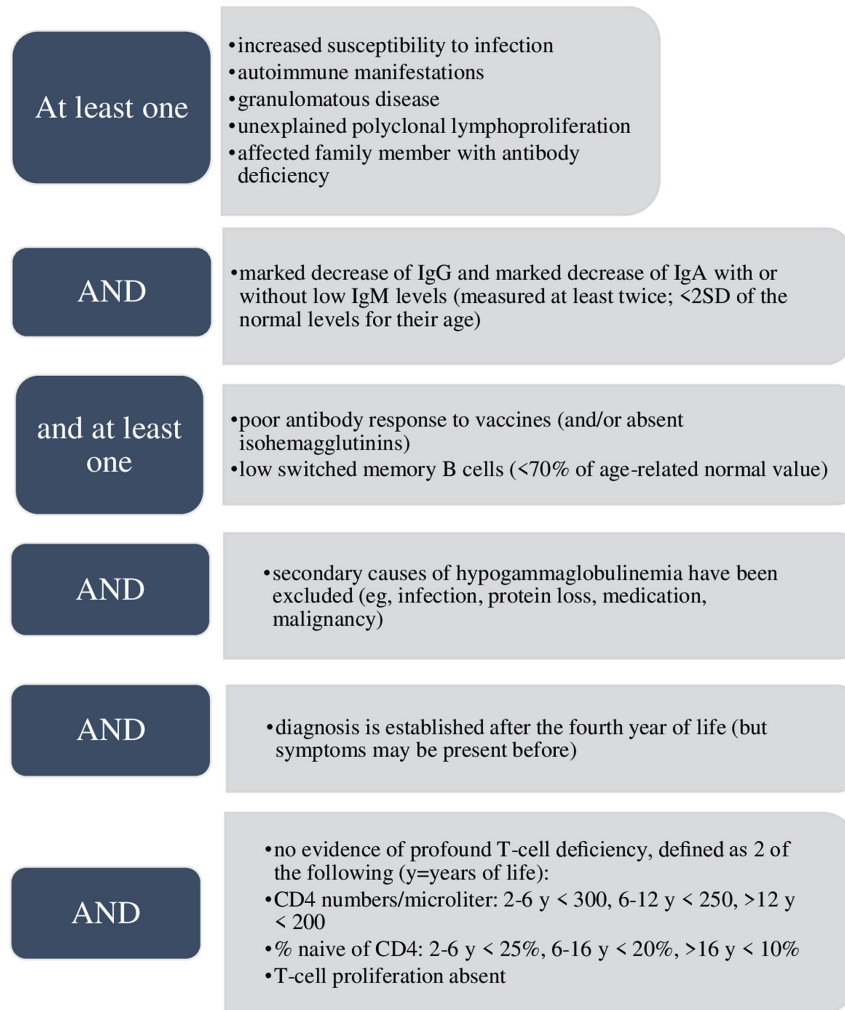 At least one
•increased susceptibility to infection
•autoimmune manifestations
•granulomatous disease
•unexplained polyclonal lymphoproliferation
•affected family member with antibody
deficiency
AND
•marked decrease of IgG and marked decrease of IgA with or
without low IgM levels (measured at least twice; <2SD of the
normal levels for their age)
and at least
one
•poor antibody response to vaccines (and/or absent
isohemagglutinins)
•low switched memory B cells (<70% of age-related normal value)
AND
•secondary causes of hypogammaglobulinemia have been
excluded (eg, infection, protein loss, medication,
malignancy)
AND
•diagnosis is established after the fourth year of life (but
symptoms may be present before)
AND
•no evidence of profound T-cell deficiency, defined as 2 of
the following (y=years of life):
•CD4 numbers/microliter: 2-6 y < 300, 6-12 y < 250, >12 y
< 200
•% naive of CD4: 2-6 y < 25%, 6-16 y < 20%, >16 y < 10%
•T-cell proliferation absent